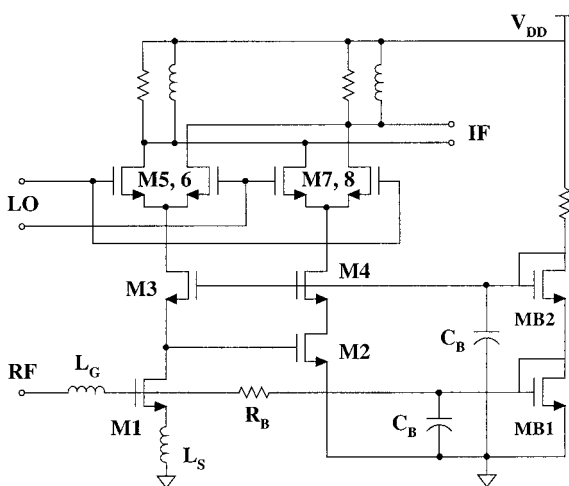 V_DD
IF
M5, 6
M7, 8
LO
M3
M4
MB2
C_B
M2
RF
L_G
M1
R_B
C_B
MB1
L_S